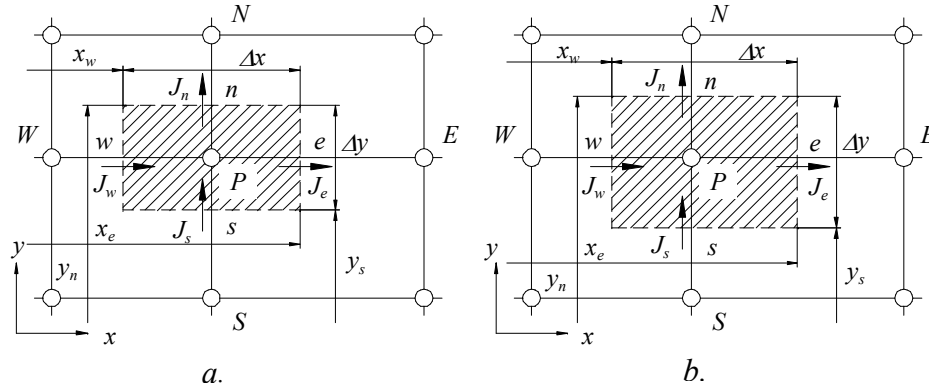 N
x_w Δx
J_n n
W w e Δy E
J_w P J_e
x_e J_s s
y y_n y_s
S
x
a.
N
x_w Δx
J_n n
W w e Δy E
J_w P J_e
x_e J_s s
y y_n y_s
S
x
b.